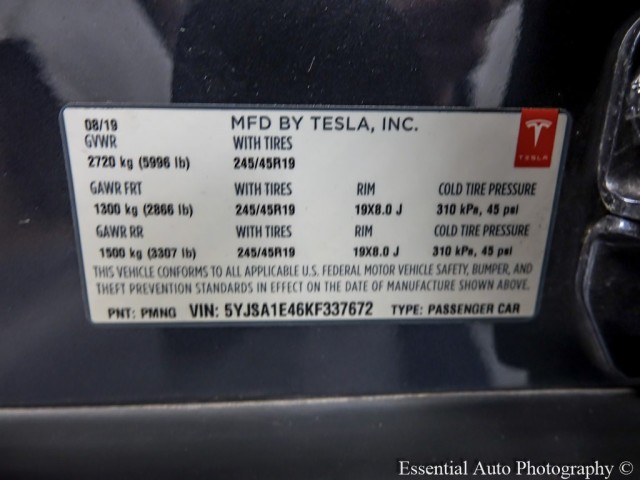 08/19 MFD BY TESLA, INC.
GVWR WITH TIRES
2720 kg (5996 lb) 245/45R19
TESLA
GAWR FRT WITH TIRES RIM COLD TIRE PRESSURE
1300 kg (2866 lb) 245/45R19 19X8.0 J 310 kPa, 45 psi
GAWR RR WITH TIRES RIM COLD TIRE PRESSURE
1500 kg (3307 lb) 245/45R19 19X8.0 J 310 kPa, 45 psi
THIS VEHICLE CONFORMS TO ALL APPLICABLE U.S. FEDERAL MOTOR VEHICLE SAFETY, BUMPER, AND
THEFT PREVENTION STANDARDS IN EFFECT ON THE DATE OF MANUFACTURE SHOWN ABOVE.
PNT: PMNG VIN: 5YJSA1E46KF337672 TYPE: PASSENGER CAR
Essential Auto Photography ©